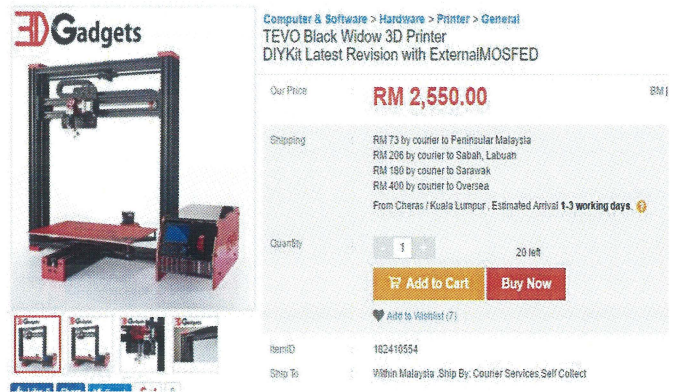 3D Gadgets
Computer & Software > Hardware > Printer > General
TEVO Black Widow 3D Printer
DIYKit Latest Revision with ExternalMOSFED
Our Price : RM 2,550.00 BM |
Shipping : RM 73 by courier to Peninsular Malaysia
RM 206 by courier to Sabah, Labuan
RM 180 by courier to Sarawak
RM 400 by courier to Oversea
From Cheras / Kuala Lumpur , Estimated Arrival 1-3 working days.
Quantity : - 1 + 20 left
Add to Cart Buy Now
Add to Wishlist (7)
ItemID : 182410554
Ship To : Within Malaysia .Ship By: Courier Services,Self Collect